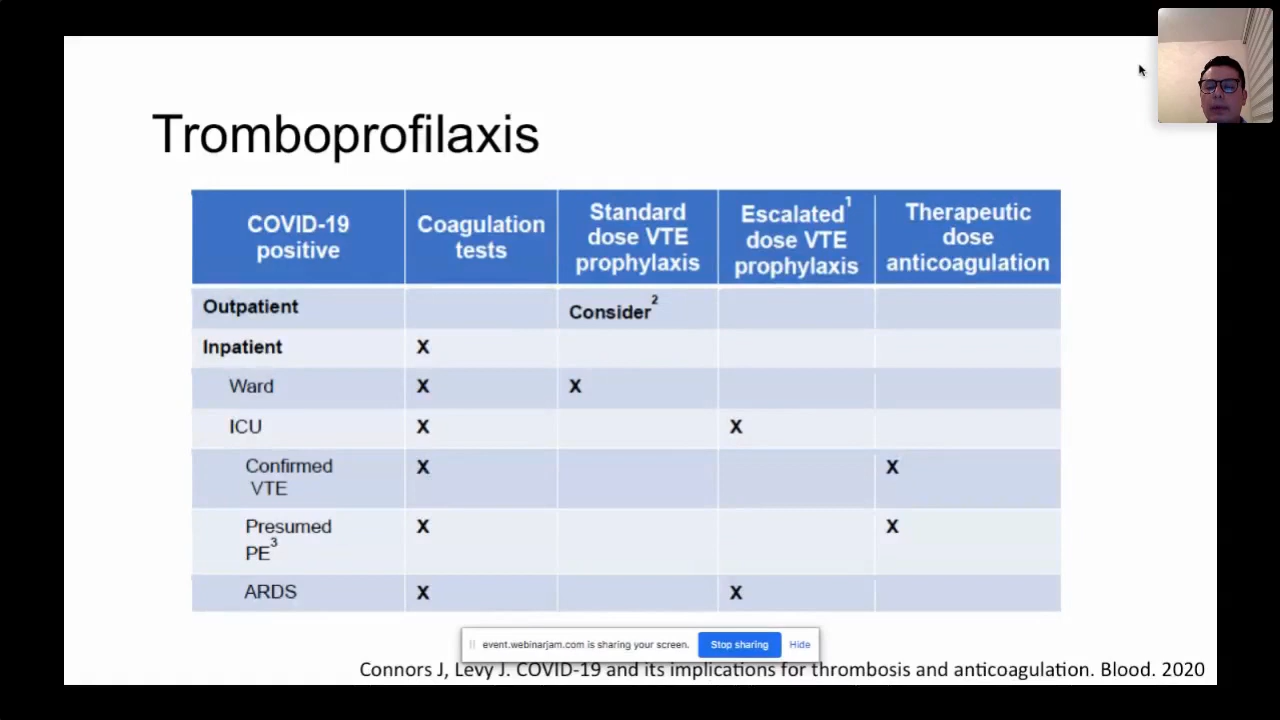 Tromboprofilaxis
COVID-19
positive
Coagulation
tests
Standard
dose VTE
prophylaxis
Escalated1
dose VTE
prophylaxis
Therapeutic
dose
anticoagulation
Outpatient
Consider2
Inpatient X
Ward X X
ICU X X
Confirmed X X
VTE
Presumed X X
PE3
ARDS X X
event.webinarjam.com is sharing your screen. Stop sharing Hide
Connors J, Levy J. COVID-19 and its implications for thrombosis and anticoagulation. Blood. 2020